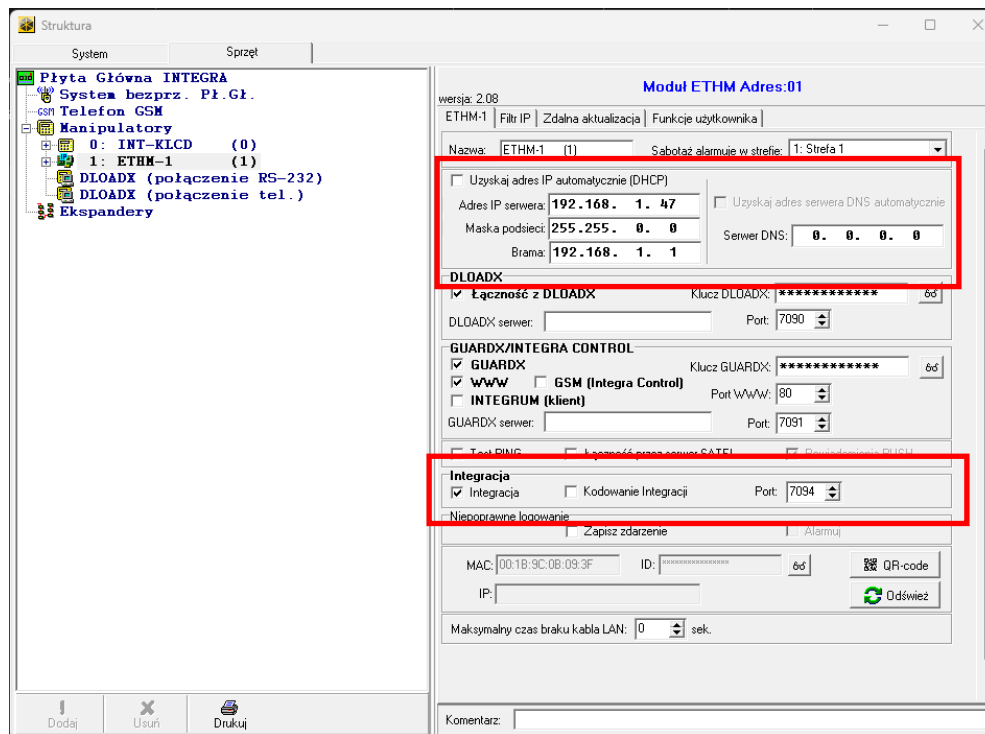 Struktura
System Sprzęt
Płyta Główna INTEGRA
System bezprz. Pł.Gł.
GSM Telefon GSM
Manipulatory
0: INT-KLCD (0)
1: ETHM-1 (1)
DLOADX (połączenie RS-232)
DLOADX (połączenie tel.)
Ekspandery
Dodaj Usuń Drukuj
Moduł ETHM Adres:01
wersja: 2.08
ETHM-1 Filtr IP Zdalna aktualizacja Funkcje użytkownika
Nazwa: ETHM-1 (1) Sabotaż alarmuje w strefie: 1: Strefa 1
Uzyskaj adres IP automatycznie (DHCP)
Adres IP serwera: 192.168. 1. 47 Uzyskaj adres serwera DNS automatycznie
Maska podsieci: 255.255. 0. 0 Serwer DNS: 0. 0. 0. 0
Brama: 192.168. 1. 1
DLOADX
Łączność z DLOADX Klucz DLOADX: ************
DLOADX serwer: Port: 7090
GUARDX/INTEGRA CONTROL
GUARDX Klucz GUARDX: ************
WWW GSM (Integra Control) Port WWW: 80
INTEGRUM (klient)
GUARDX serwer: Port: 7091
Test PING Łączność przez serwer SATEL Powiadomienia PUSH
Integracja
Integracja Kodowanie Integracji Port: 7094
Niepoprawne logowanie
Zapisz zdarzenie Alarmuj
MAC: 00:1B:9C:0B:09:3F ID: **************** QR-code
IP: Odśwież
Maksymalny czas braku kabla LAN: 0 sek.
Komentarz: